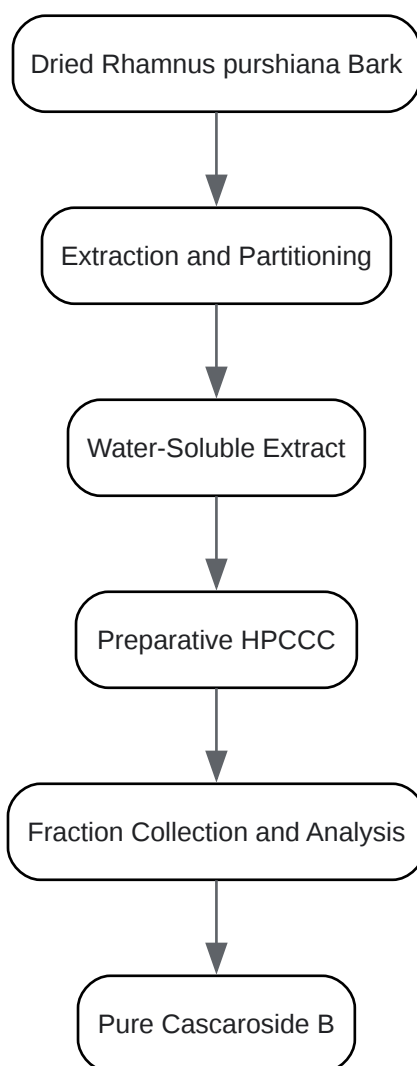 Dried Rhamnus purshiana Bark
Extraction and Partitioning
Water-Soluble Extract
Preparative HPCCC
Fraction Collection and Analysis
Pure Cascaroside B